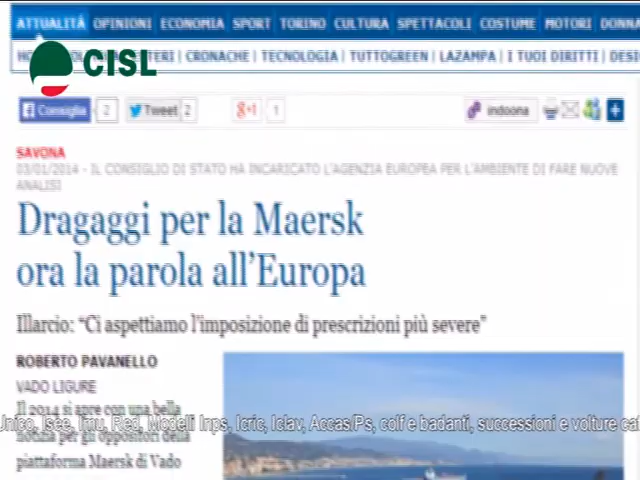 ATTUALITÀ OPINIONI ECONOMIA SPORT TORINO CULTURA SPETTACOLI COSTUME MOTORI DONNA
CRONACHE | TECNOLOGIA | TUTTOGREEN | LAZAMPA | I TUOI DIRITTI |
CISL
Consiglia 2 Tweet 2 g+1 1 indoona
SAVONA
03/01/2014 - IL CONSIGLIO DI STATO HA INCARICATO L'AGENZIA EUROPEA PER L'AMBIENTE DI FARE NUOVE
ANALISI
Dragaggi per la Maersk
ora la parola all'Europa
Illarcio: “Ci aspettiamo l'imposizione di prescrizioni più severe”
ROBERTO PAVANELLO
VADO LIGURE
Il 2014 si apre con una bella
Unico, Isee, Imu, Red, Modelli Inps, Icric, Iclav, Accas/Ps, colf e badanti, successioni e volture cat
notizia per gli oppositori della
piattaforma Maersk di Vado